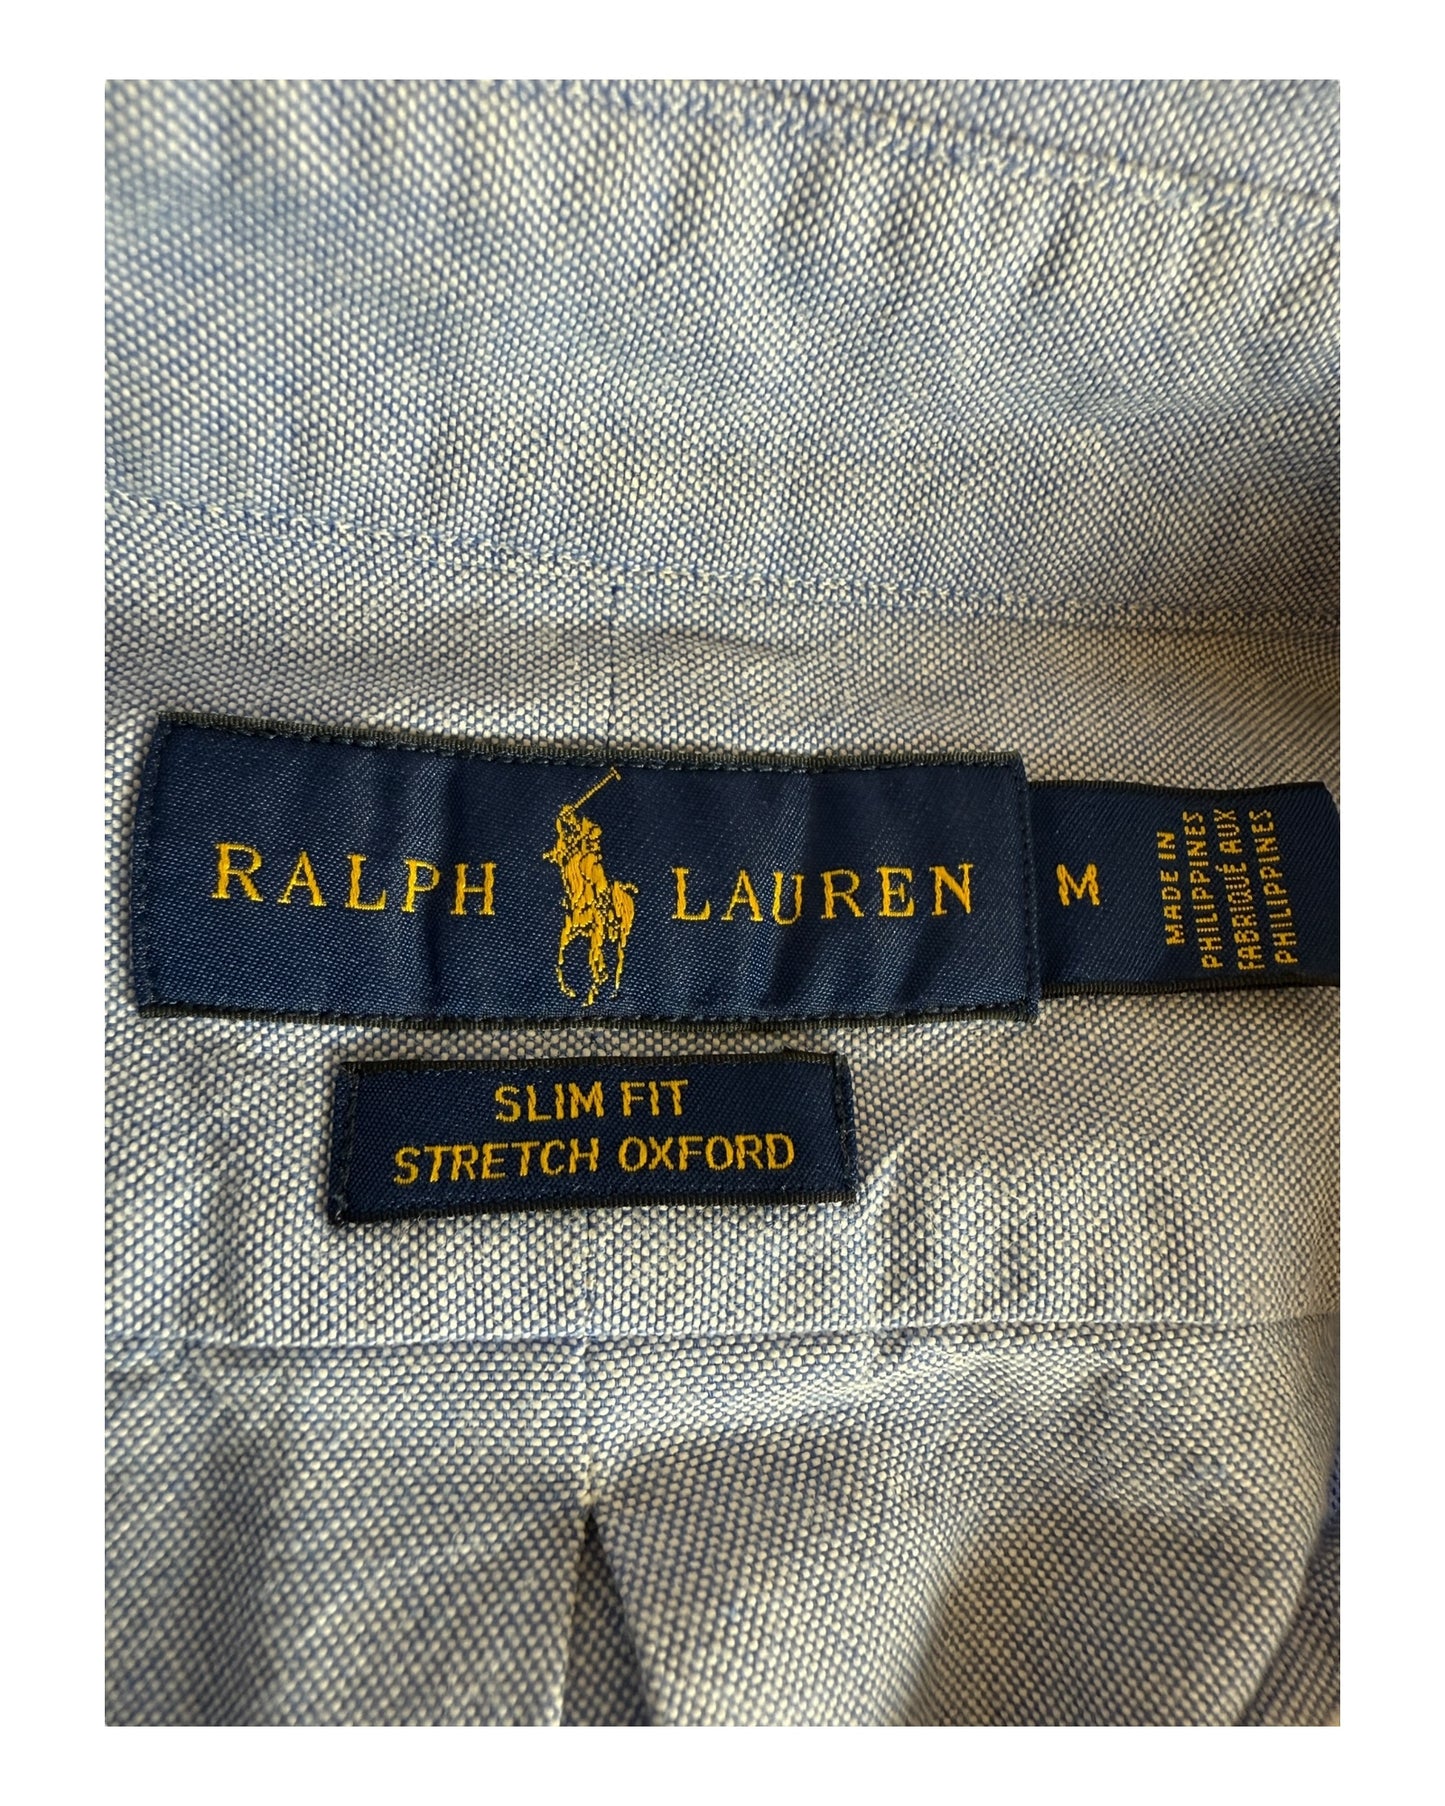 RALPH LAUREN
M
MADE IN
PHILIPPINES
FABRIQUÉ AUX
PHILIPPINES
SLIM FIT
STRETCH OXFORD